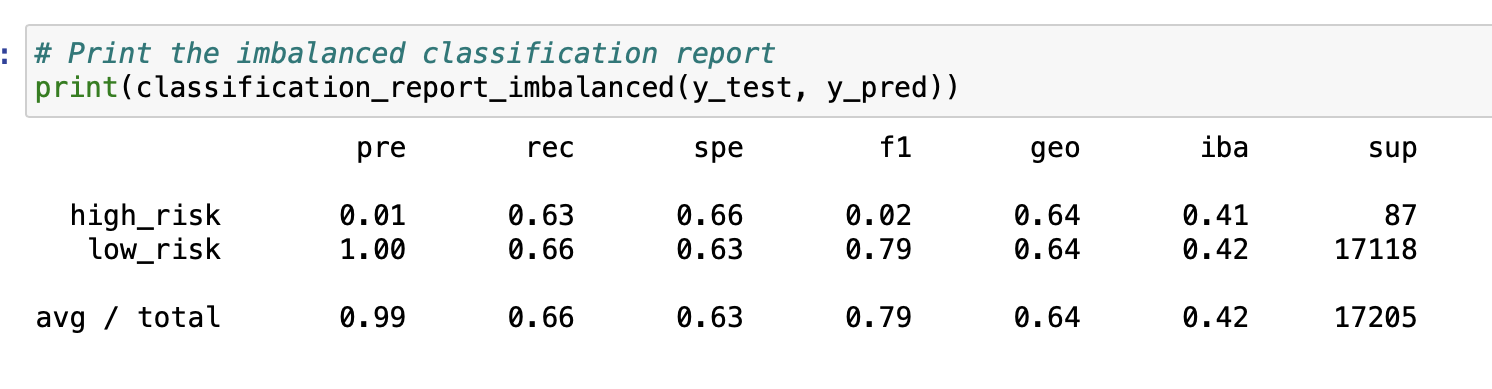 :
# Print the imbalanced classification report
print(classification_report_imbalanced(y_test, y_pred))
pre rec spe f1 geo iba sup
high_risk 0.01 0.63 0.66 0.02 0.64 0.41 87
low_risk 1.00 0.66 0.63 0.79 0.64 0.42 17118
avg / total 0.99 0.66 0.63 0.79 0.64 0.42 17205